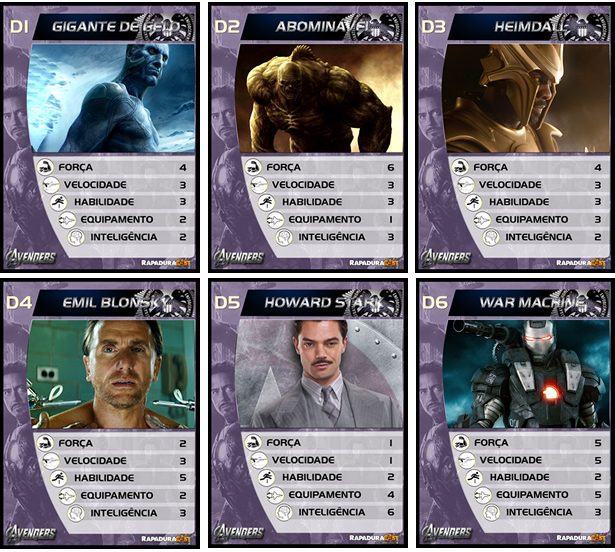 D1 GIGANTE DE GELO
FORÇA 4
VELOCIDADE 3
HABILIDADE 3
EQUIPAMENTO 2
INTELIGÊNCIA 2
AVENGERS RAPADURACAST
D2 ABOMINÁVEL
FORÇA 6
VELOCIDADE 3
HABILIDADE 3
EQUIPAMENTO 1
INTELIGÊNCIA 3
AVENGERS RAPADURACAST
D3 HEIMDALL
FORÇA 4
VELOCIDADE 3
HABILIDADE 3
EQUIPAMENTO 3
INTELIGÊNCIA 2
AVENGERS RAPADURACAST
D4 EMIL BLONSKY
FORÇA 2
VELOCIDADE 3
HABILIDADE 5
EQUIPAMENTO 2
INTELIGÊNCIA 3
AVENGERS RAPADURACAST
D5 HOWARD STARK
FORÇA 1
VELOCIDADE 1
HABILIDADE 2
EQUIPAMENTO 4
INTELIGÊNCIA 6
AVENGERS RAPADURACAST
D6 WAR MACHINE
FORÇA 5
VELOCIDADE 5
HABILIDADE 2
EQUIPAMENTO 5
INTELIGÊNCIA 3
AVENGERS RAPADURACAST